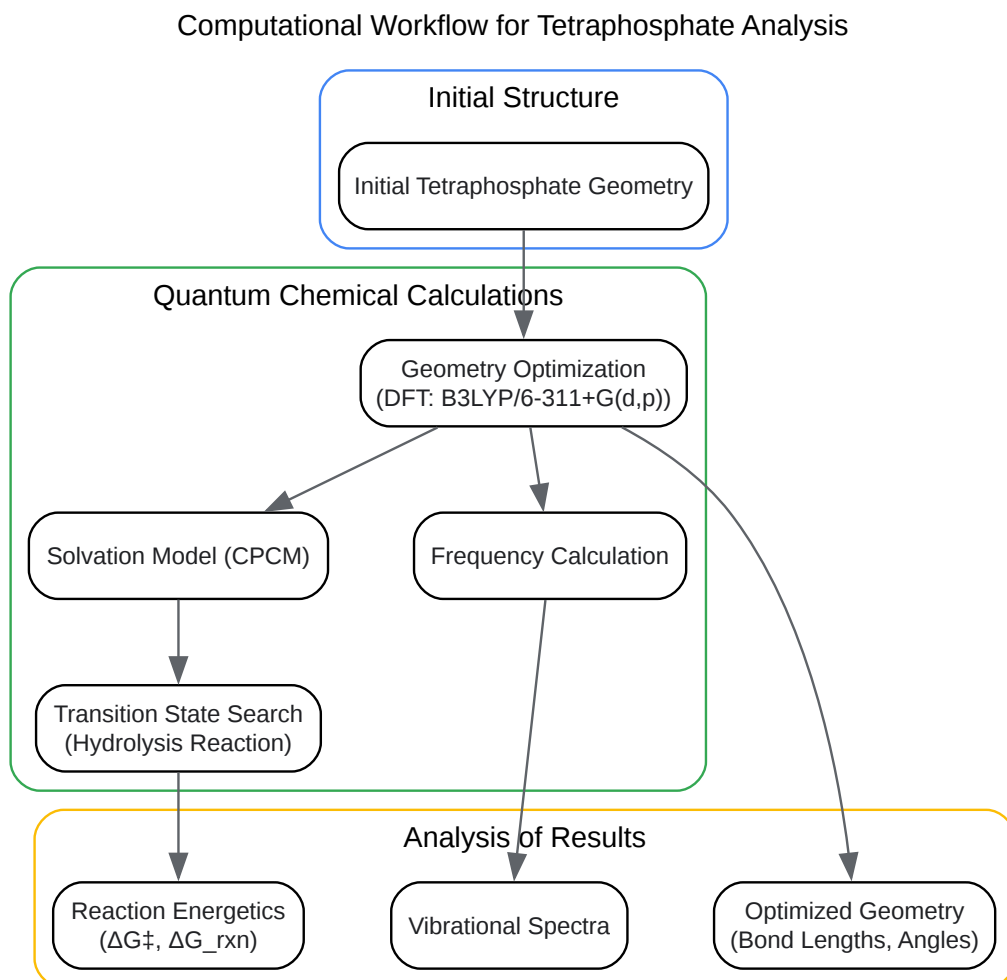 Computational Workflow for Tetraphosphate Analysis
Initial Structure
Initial Tetraphosphate Geometry
Quantum Chemical Calculations
Geometry Optimization
(DFT: B3LYP/6-311+G(d,p))
Solvation Model (CPCM)
Frequency Calculation
Transition State Search
(Hydrolysis Reaction)
Analysis of Results
Reaction Energetics
(ΔG‡, ΔG_rxn)
Vibrational Spectra
Optimized Geometry
(Bond Lengths, Angles)